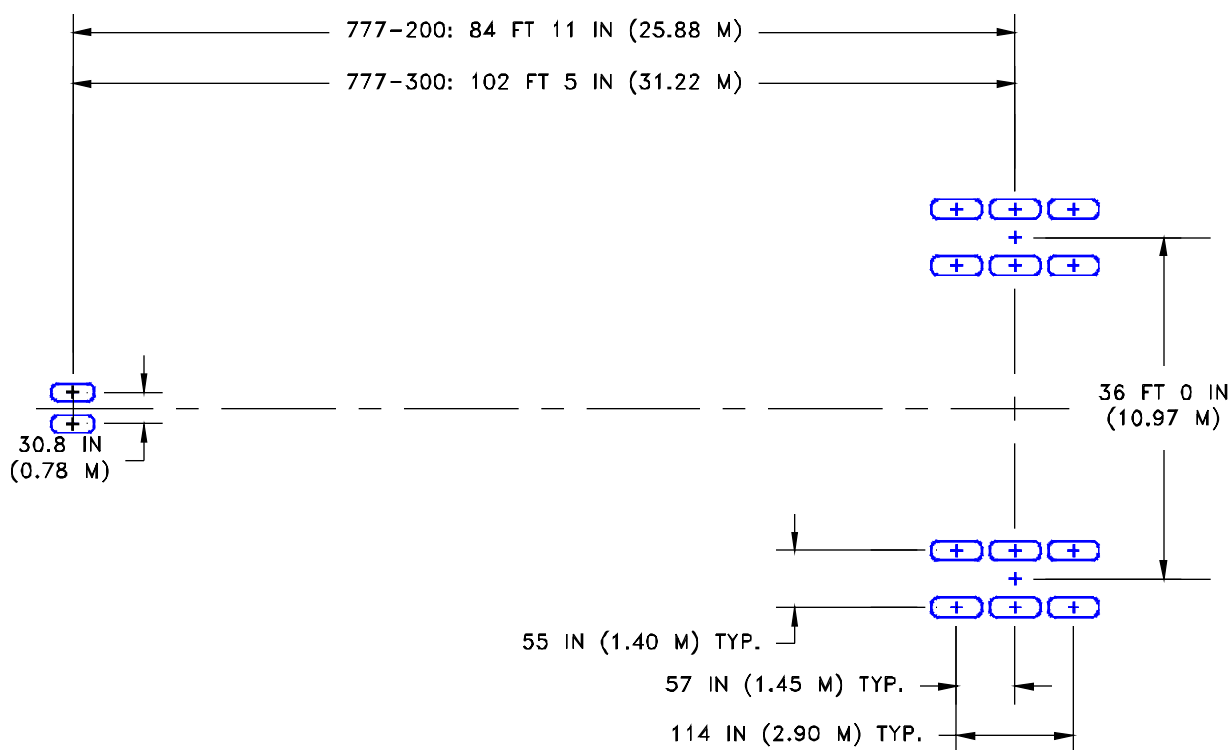 777-200: 84 FT 11 IN (25.88 M)
777-300: 102 FT 5 IN (31.22 M)
36 FT 0 IN
(10.97 M)
30.8 IN
(0.78 M)
55 IN (1.40 M) TYP.
57 IN (1.45 M) TYP.
114 IN (2.90 M) TYP.